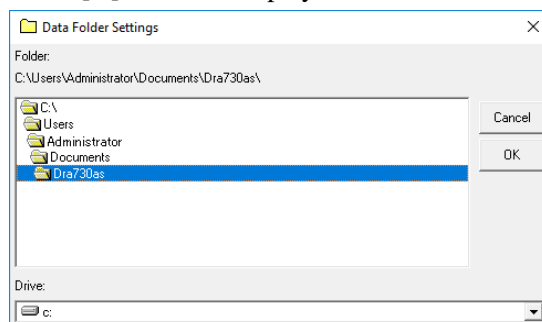 Data Folder Settings
Folder:
C:\Users\Administrator\Documents\Dra730as\
C:\
Users
Administrator
Documents
Dra730as
Cancel
OK
Drive:
c: